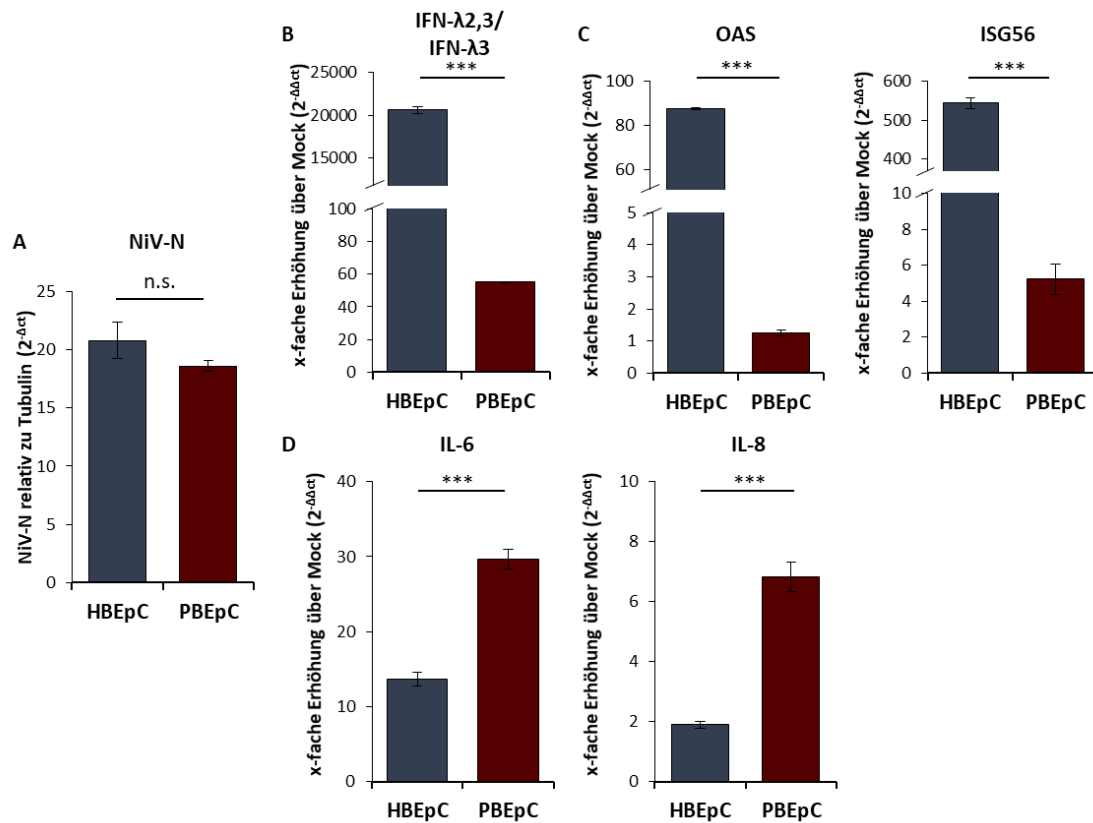 A
NiV-N
n.s.
NiV-N relativ zu Tubulin (2-Δct)
25
20
15
10
5
0
HBEpC PBEpC
B
IFN-λ2,3/
IFN-λ3
***
x-fache Erhöhung über Mock (2-ΔΔct)
25000
20000
15000
100
80
60
40
20
0
HBEpC PBEpC
C
OAS
***
x-fache Erhöhung über Mock (2-ΔΔct)
100
80
60
5
4
3
2
1
0
HBEpC PBEpC
ISG56
***
x-fache Erhöhung über Mock (2-ΔΔct)
600
500
400
10
8
6
4
2
0
HBEpC PBEpC
D
IL-6
***
x-fache Erhöhung über Mock (2-ΔΔct)
40
30
20
10
0
HBEpC PBEpC
IL-8
***
x-fache Erhöhung über Mock (2-ΔΔct)
10
8
6
4
2
0
HBEpC PBEpC